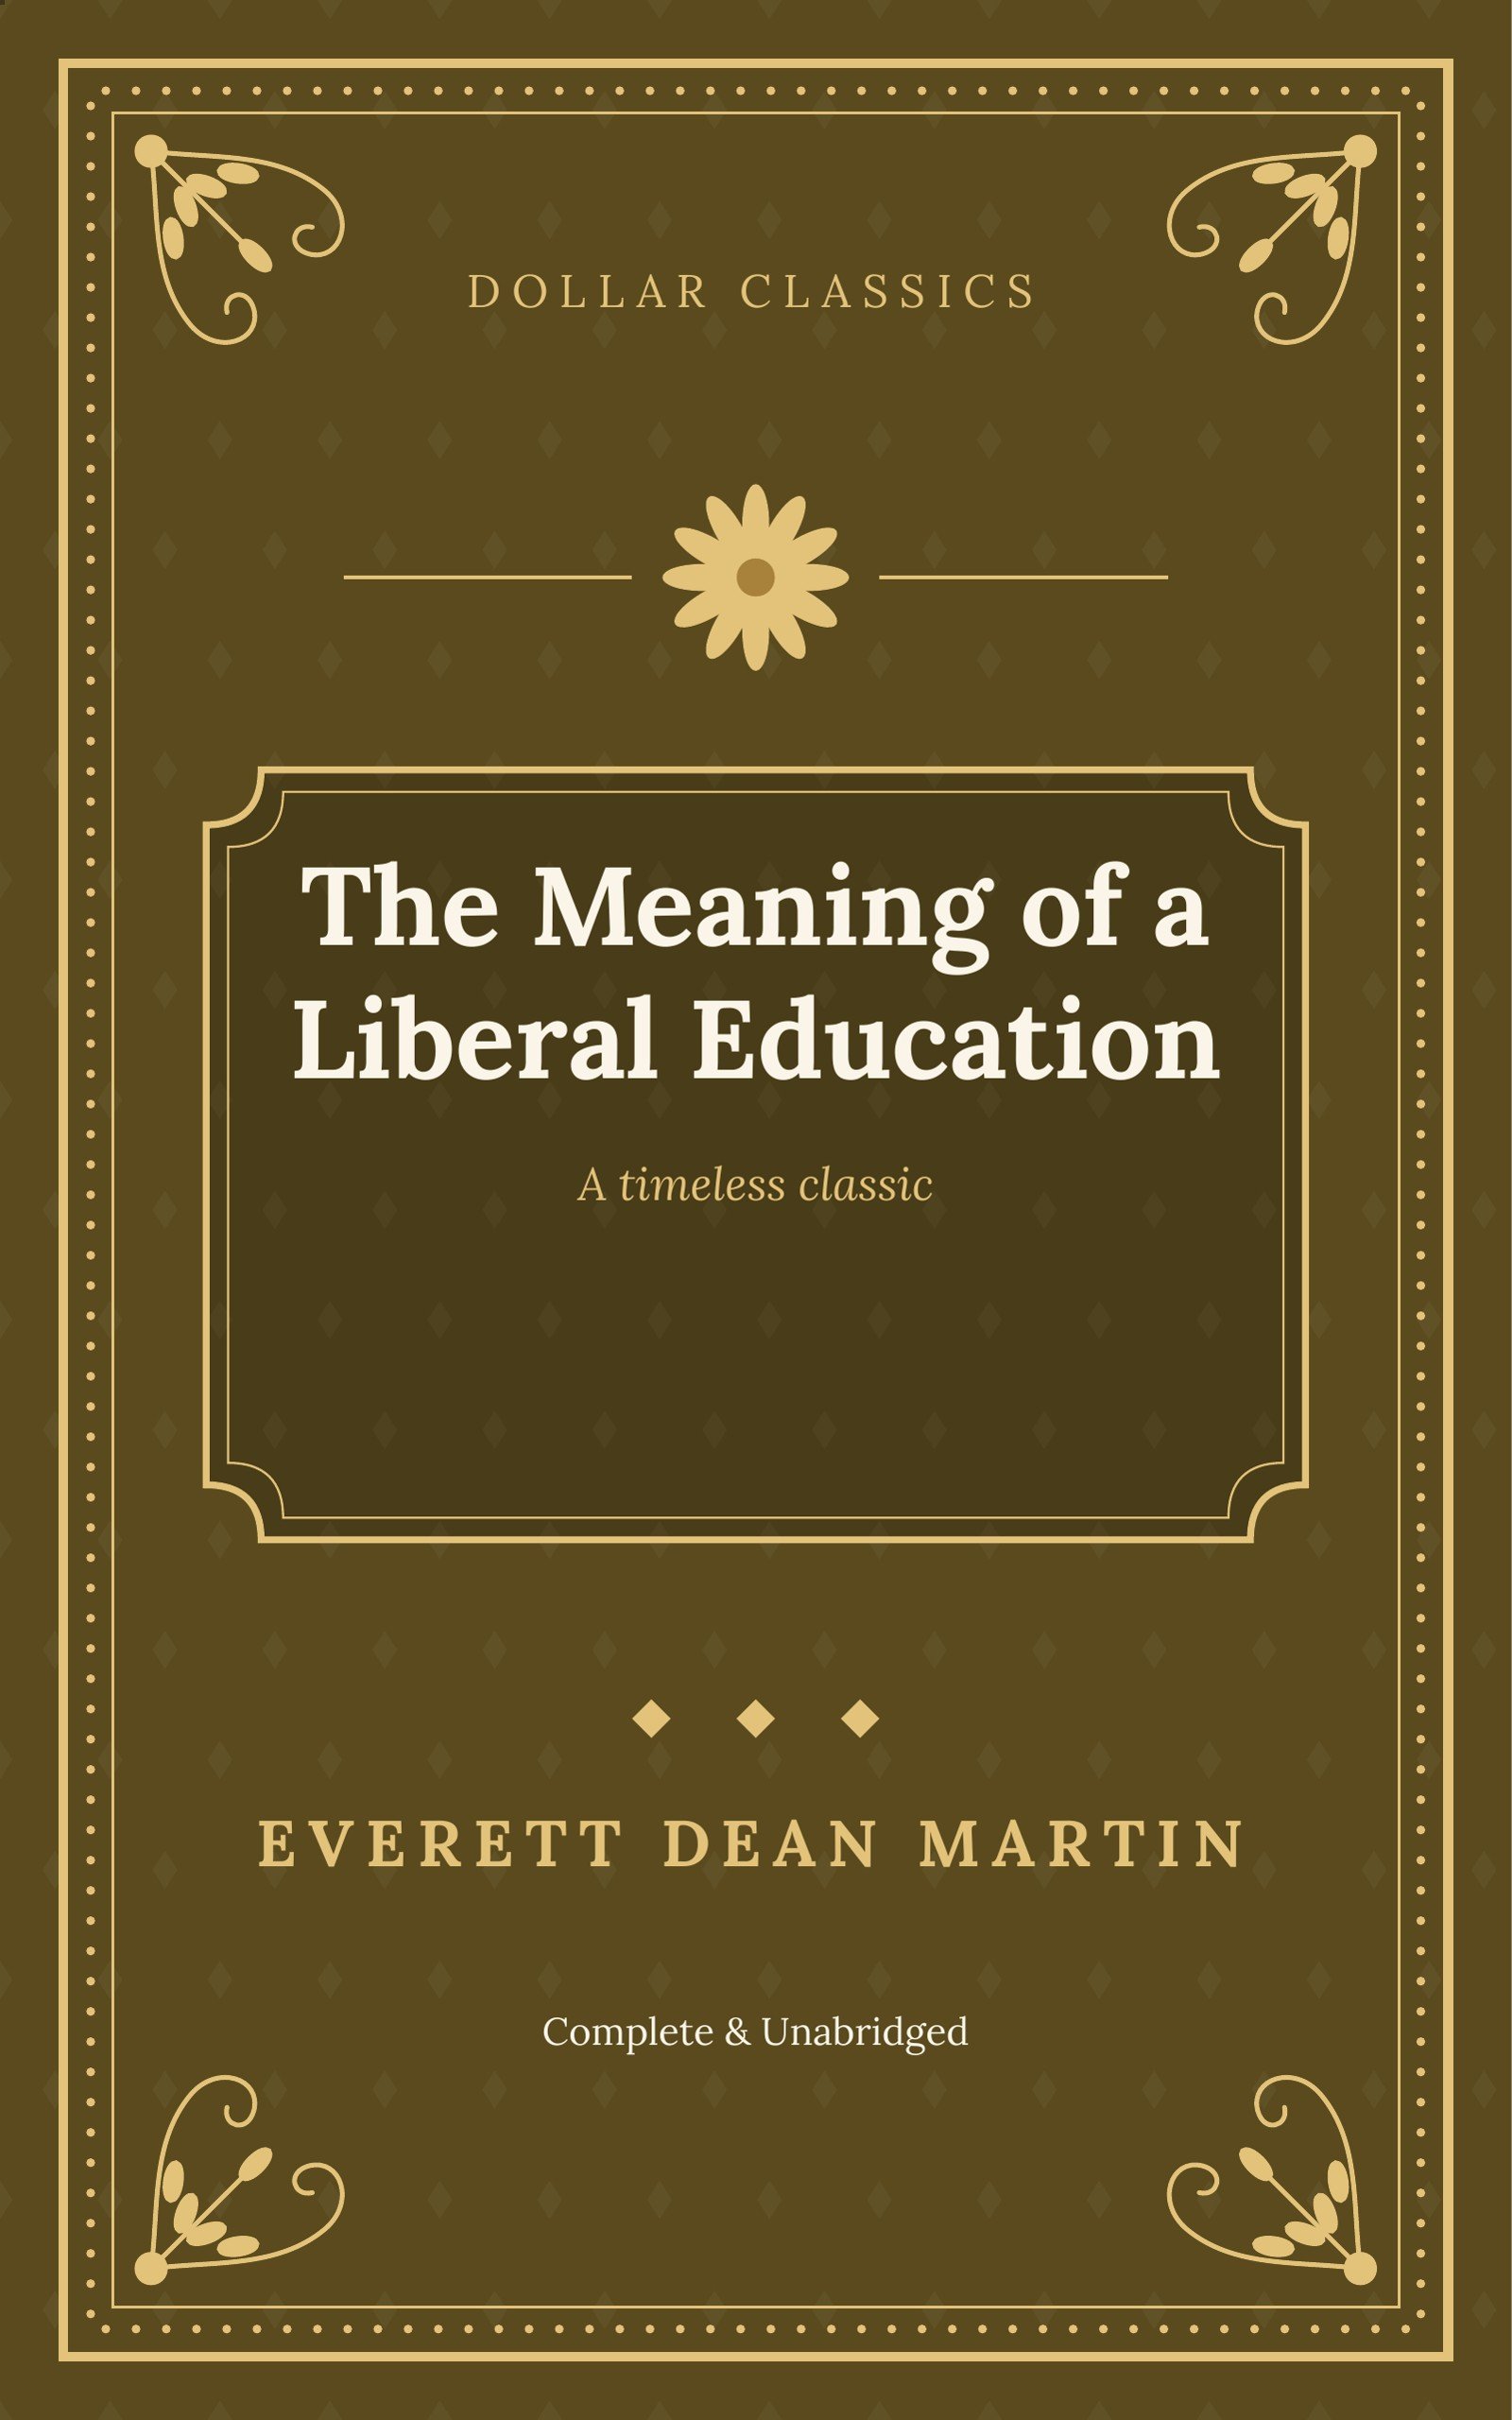 DOLLAR CLASSICS
The Meaning of a
Liberal Education
A timeless classic
EVERETT DEAN MARTIN
Complete & Unabridged